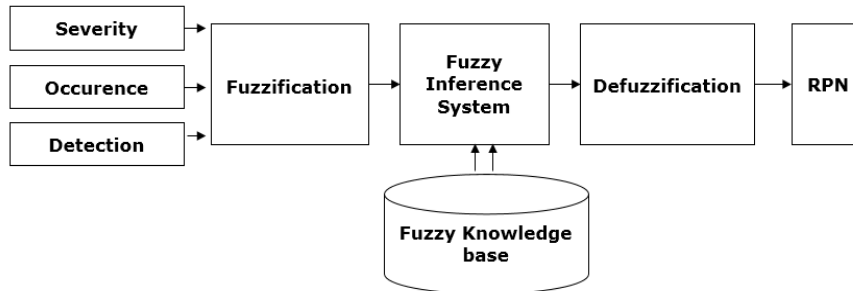 Severity
Occurence
Detection
Fuzzification
Fuzzy
Inference
System
Defuzzification
RPN
Fuzzy Knowledge
base